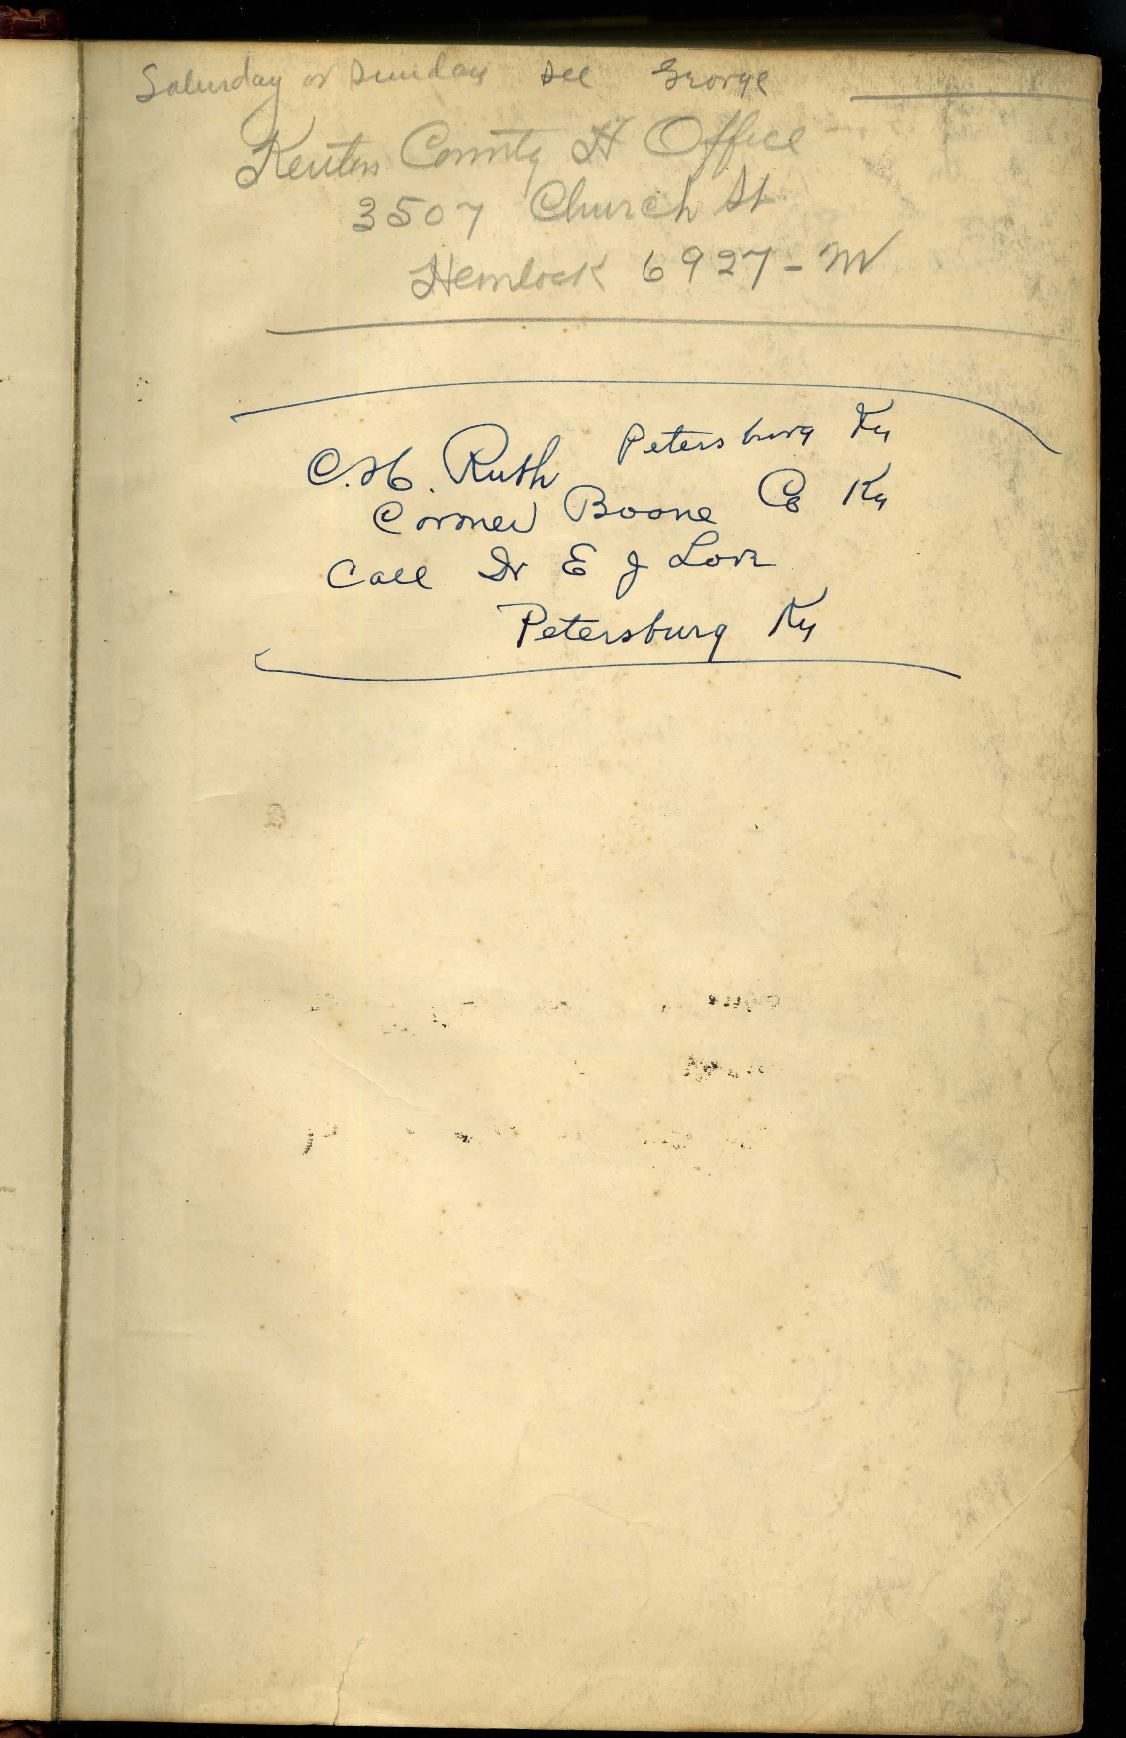 Saturday or Sunday see George
Kenton County H Office
3507 Church St
Hemlock 6927-M
C.H. Ruth Petersburg Ky
Coroner Boone Co Ky
Call Dr E J Love
Petersburg Ky